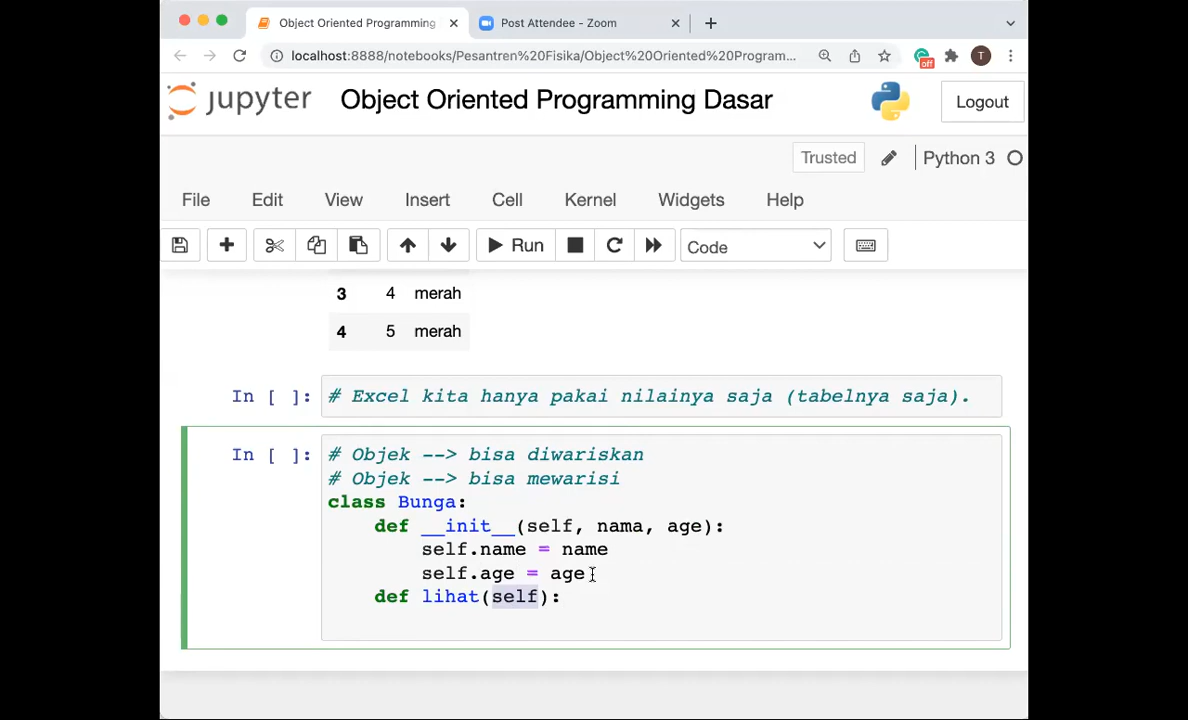 Object Oriented Programming
Post Attendee - Zoom
localhost:8888/notebooks/Pesantren%20Fisika/Object%20Oriented%20Program...
T
off
jupyter
Object Oriented Programming Dasar
Logout
Trusted
Python 3
File Edit View Insert Cell Kernel Widgets Help
Run
Code
3 4 merah
4 5 merah
In [ ]: # Excel kita hanya pakai nilainya saja (tabelnya saja).
In [ ]: # Objek --> bisa diwariskan
# Objek --> bisa mewarisi
class Bunga:
    def __init__(self, nama, age):
        self.name = name
        self.age = age
    def lihat(self):